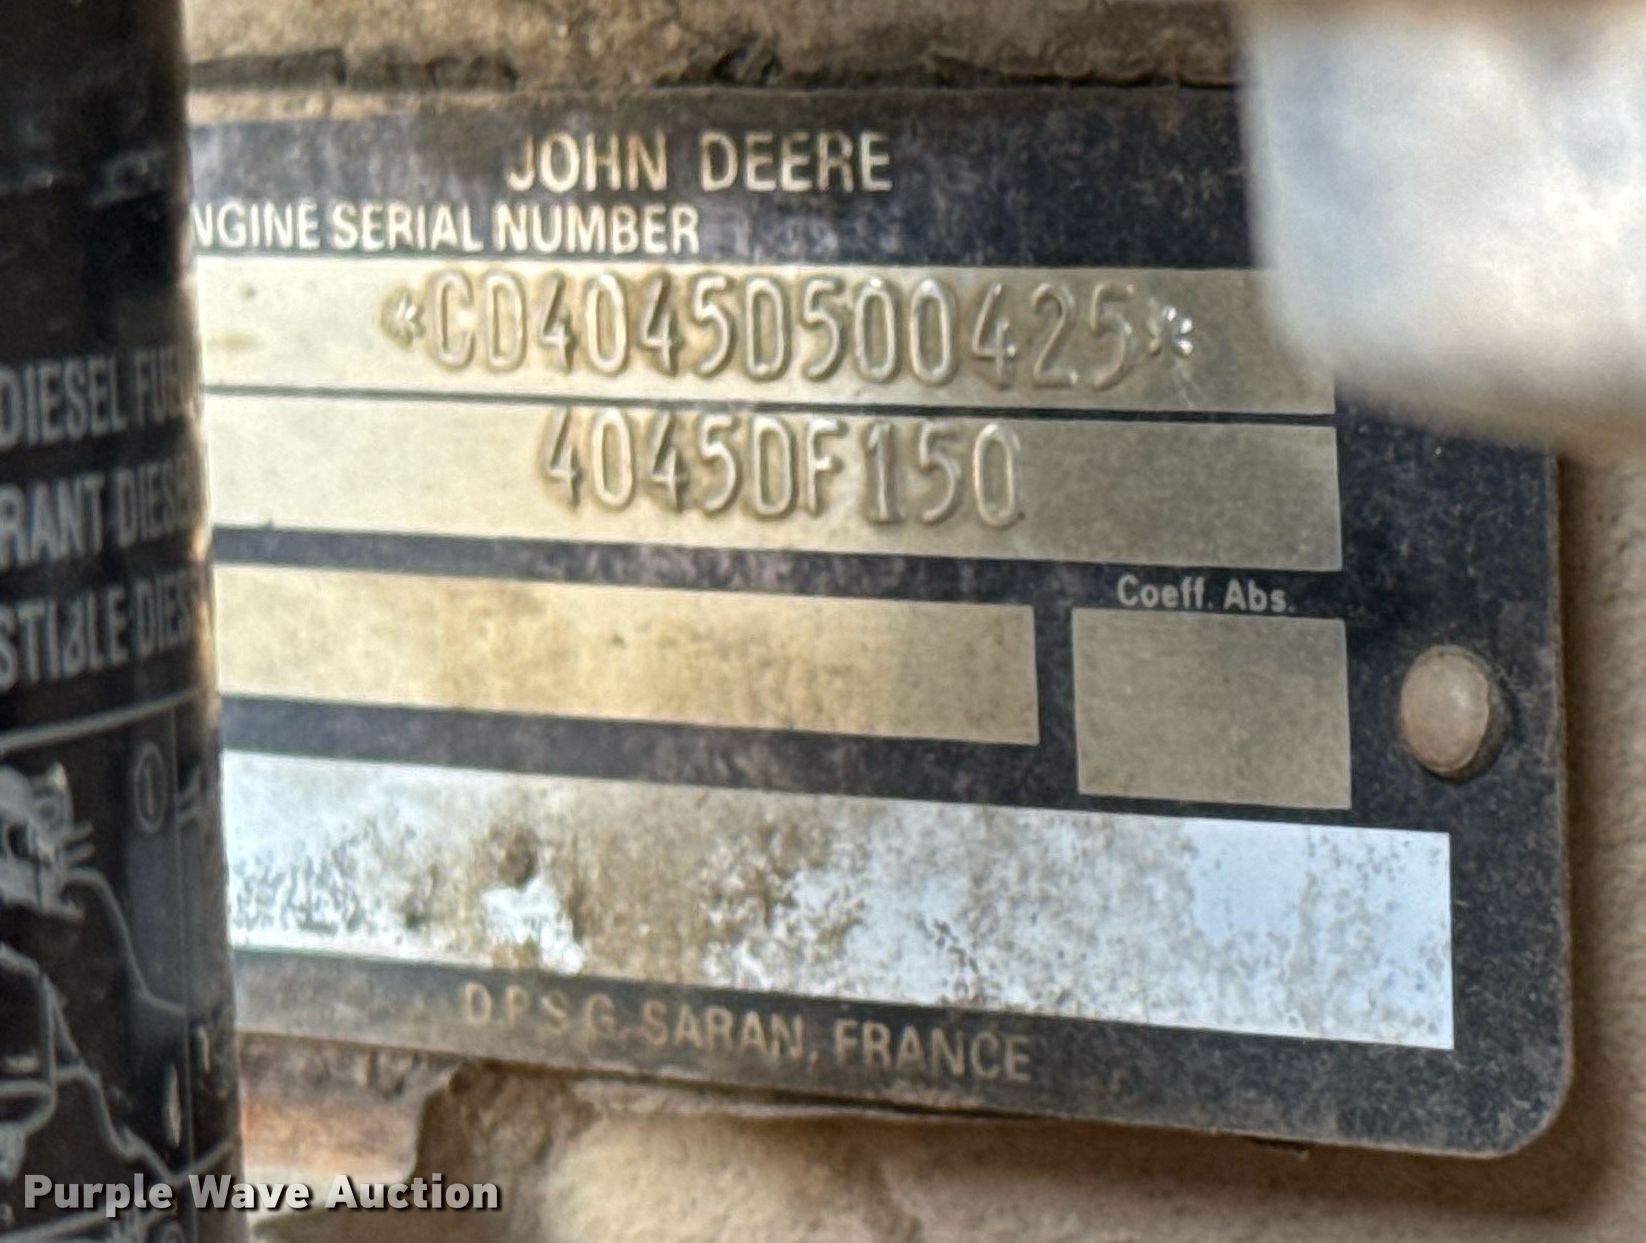 JOHN DEERE
NGINE SERIAL NUMBER
*CD4045D500425*
4045DF150
Coeff. Abs.
D.P.S.G. SARAN, FRANCE
DIESEL FU
RANT DIES
STIBLE DIES
1
Purple Wave Auction